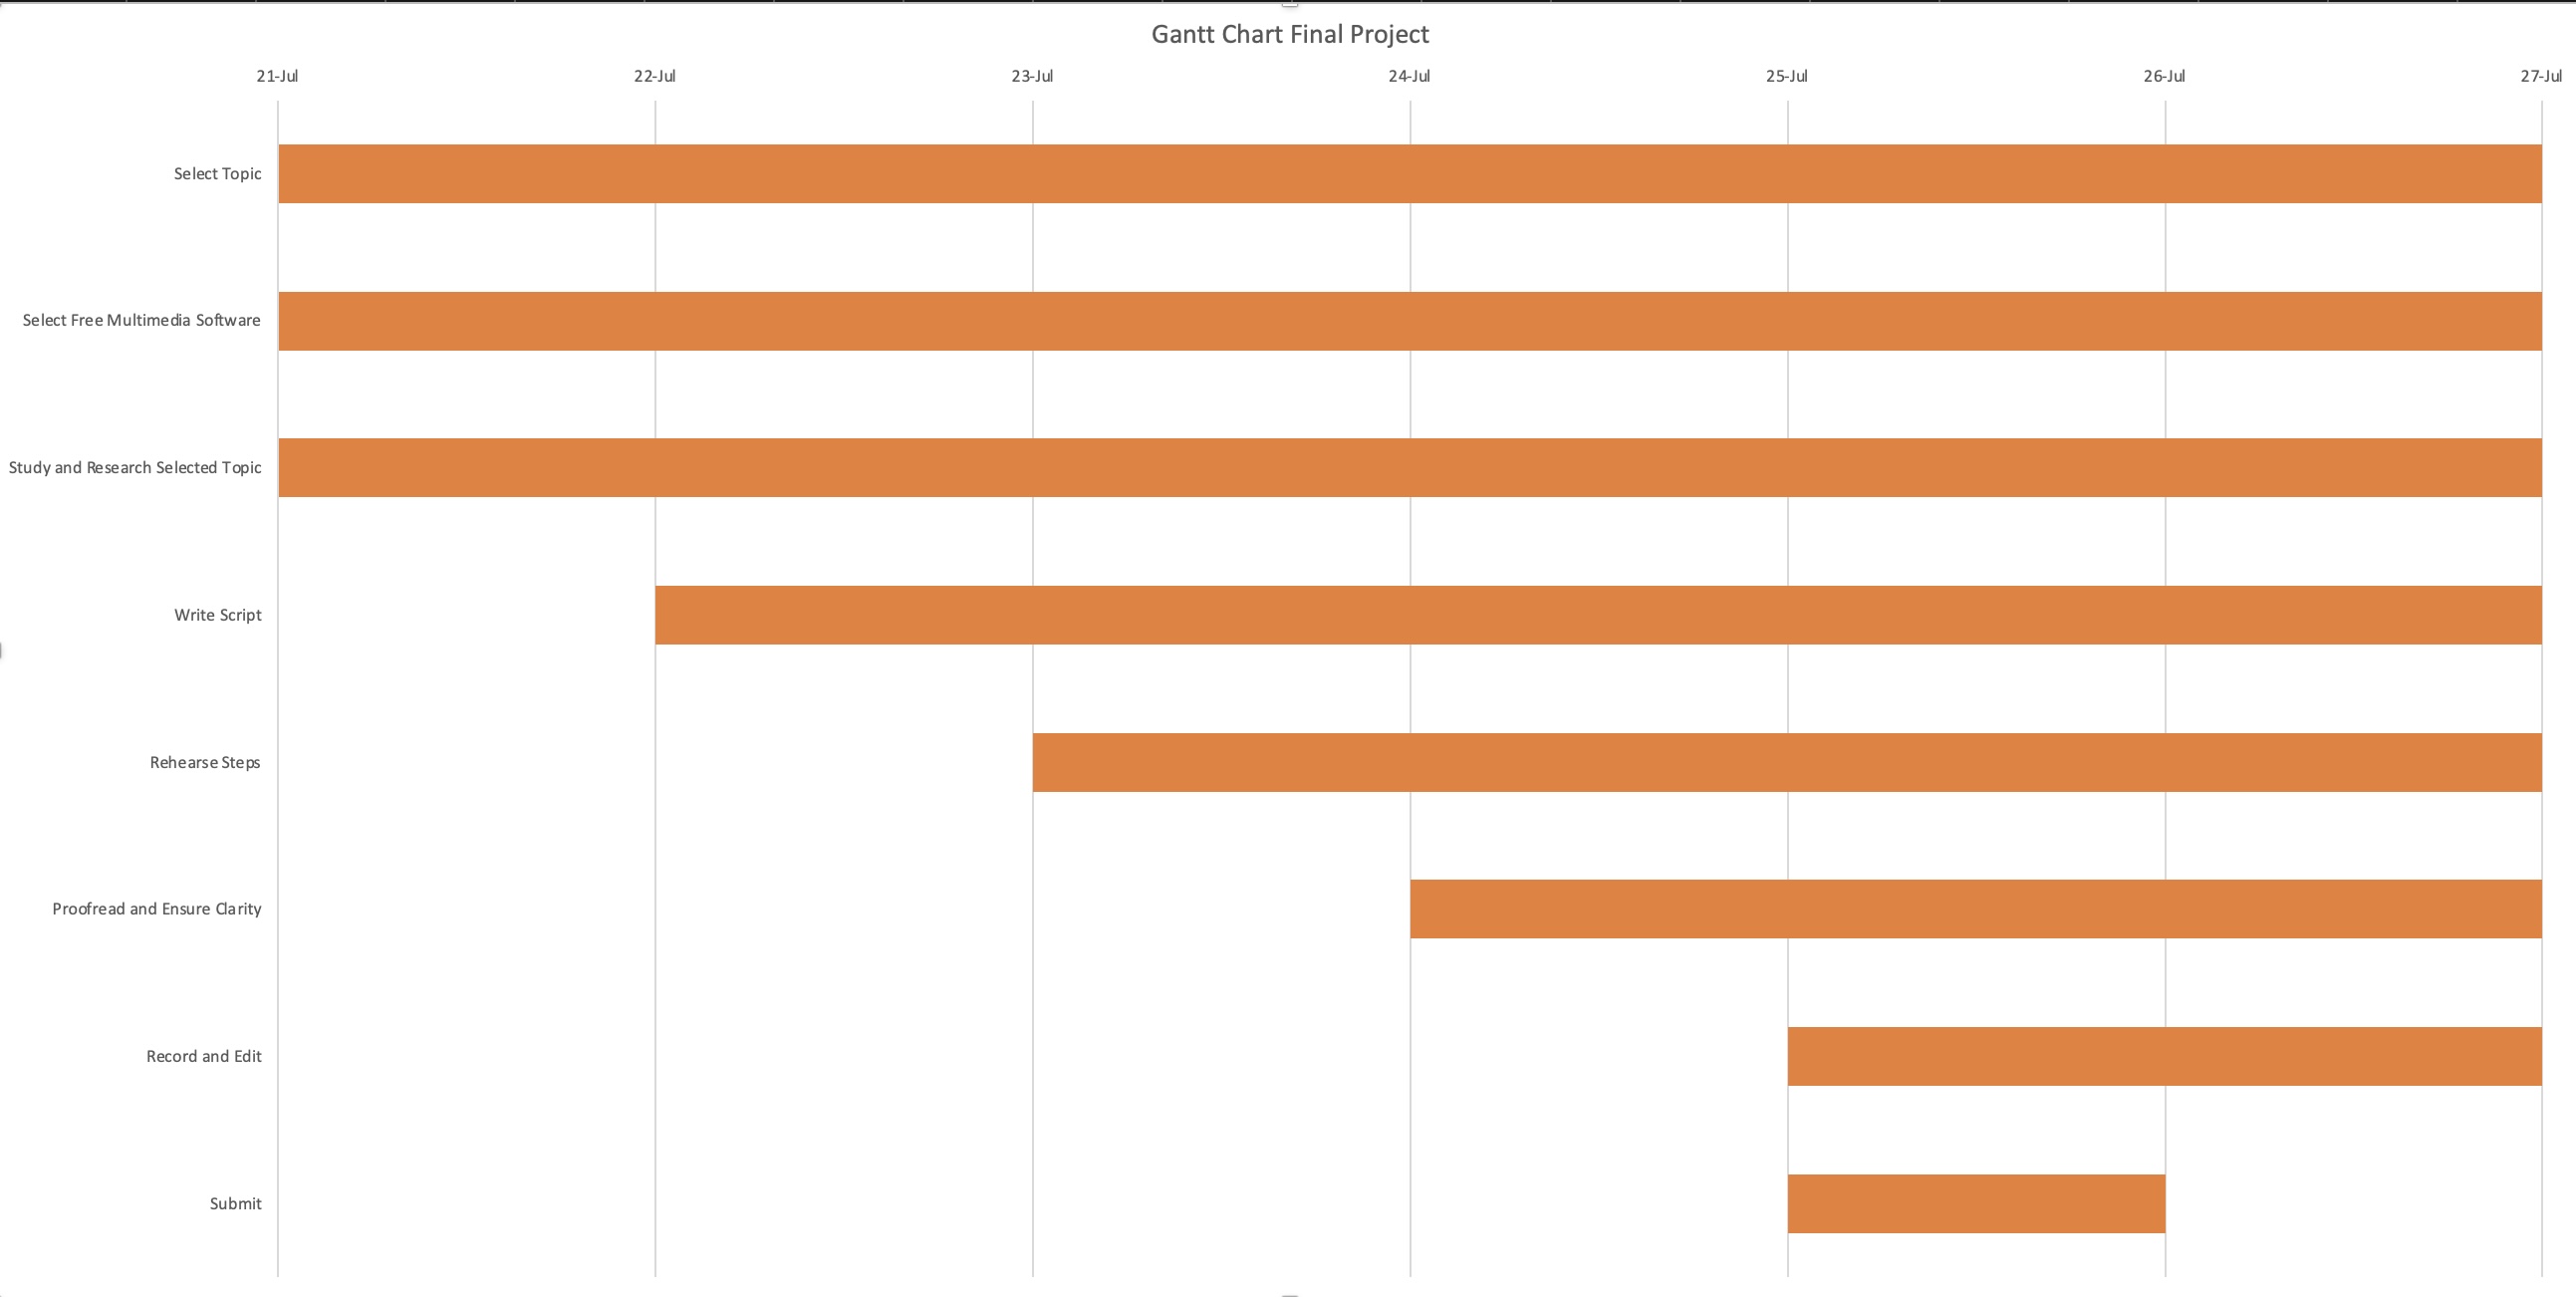 Gantt Chart Final Project
21-Jul 22-Jul 23-Jul 24-Jul 25-Jul 26-Jul 27-Jul
Select Topic
Select Free Multimedia Software
Study and Research Selected Topic
Write Script
Rehearse Steps
Proofread and Ensure Clarity
Record and Edit
Submit